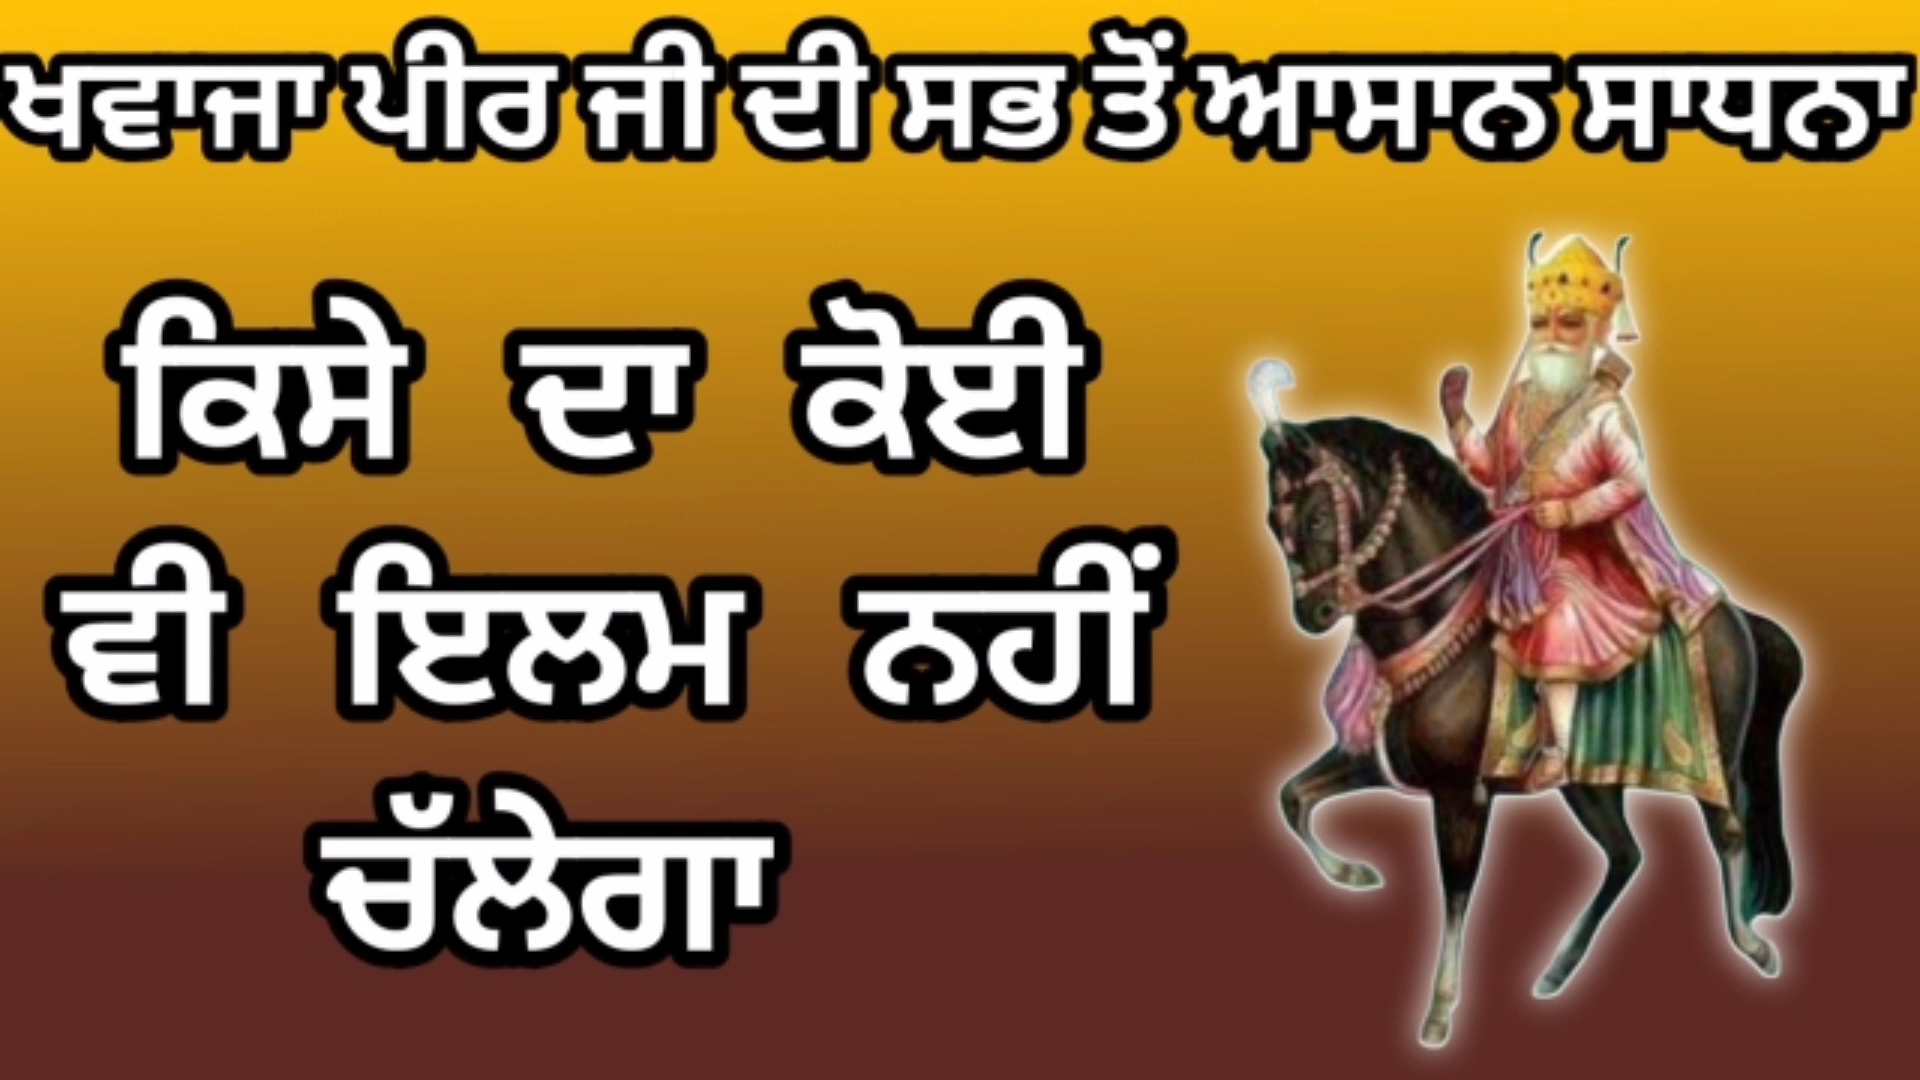 ਖਵਾਜਾ ਪੀਰ ਜੀ ਦੀ ਸਭ ਤੋਂ ਆਸਾਨ ਸਾਧਨਾ
ਕਿਸੇ ਦਾ ਕੋਈ
ਵੀ ਇਲਮ ਨਹੀਂ
ਚੱਲੇਗਾ